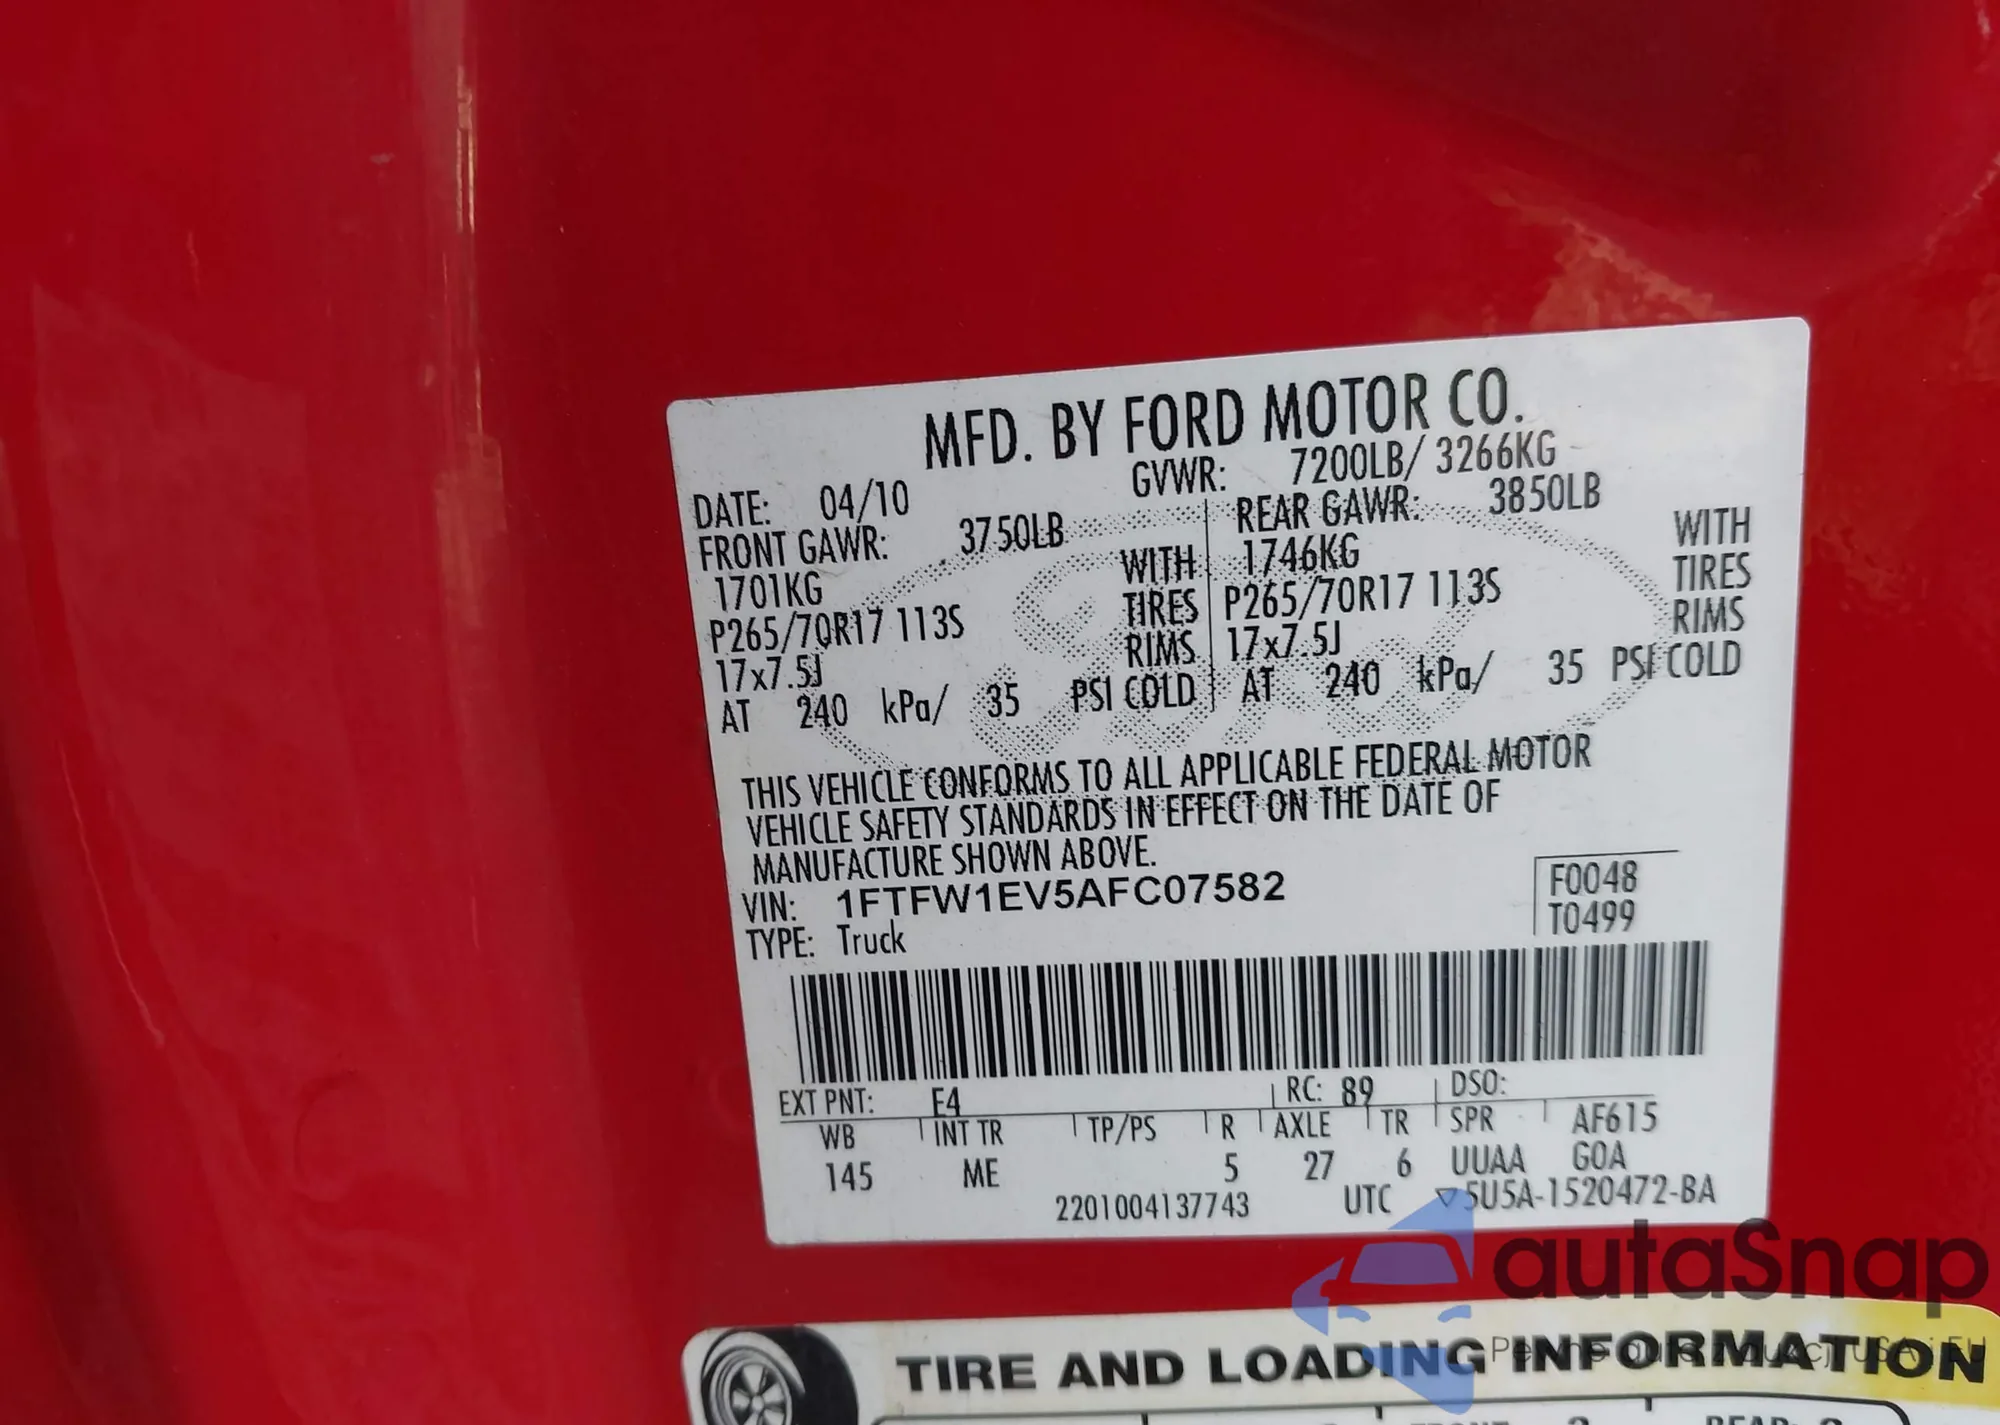 MFD. BY FORD MOTOR CO.
DATE: 04/10 GVWR: 7200LB/ 3266KG
FRONT GAWR: 3750LB REAR GAWR: 3850LB
1701KG WITH 1746KG WITH
P265/70R17 113S TIRES P265/70R17 113S TIRES
17x7.5J RIMS 17x7.5J RIMS
AT 240 kPa/ 35 PSI COLD AT 240 kPa/ 35 PSI COLD
THIS VEHICLE CONFORMS TO ALL APPLICABLE FEDERAL MOTOR
VEHICLE SAFETY STANDARDS IN EFFECT ON THE DATE OF
MANUFACTURE SHOWN ABOVE.
VIN: 1FTFW1EV5AFC07582 F0048
TYPE: Truck T0499
EXT PNT: E4 RC: 89 DSO:
WB INT TR TP/PS R AXLE TR SPR AF615
145 ME 5 27 6 UUAA GOA
2201004137743 UTC ▽5U5A-1520472-BA
autaSnap
TIRE AND LOADING INFORMATION